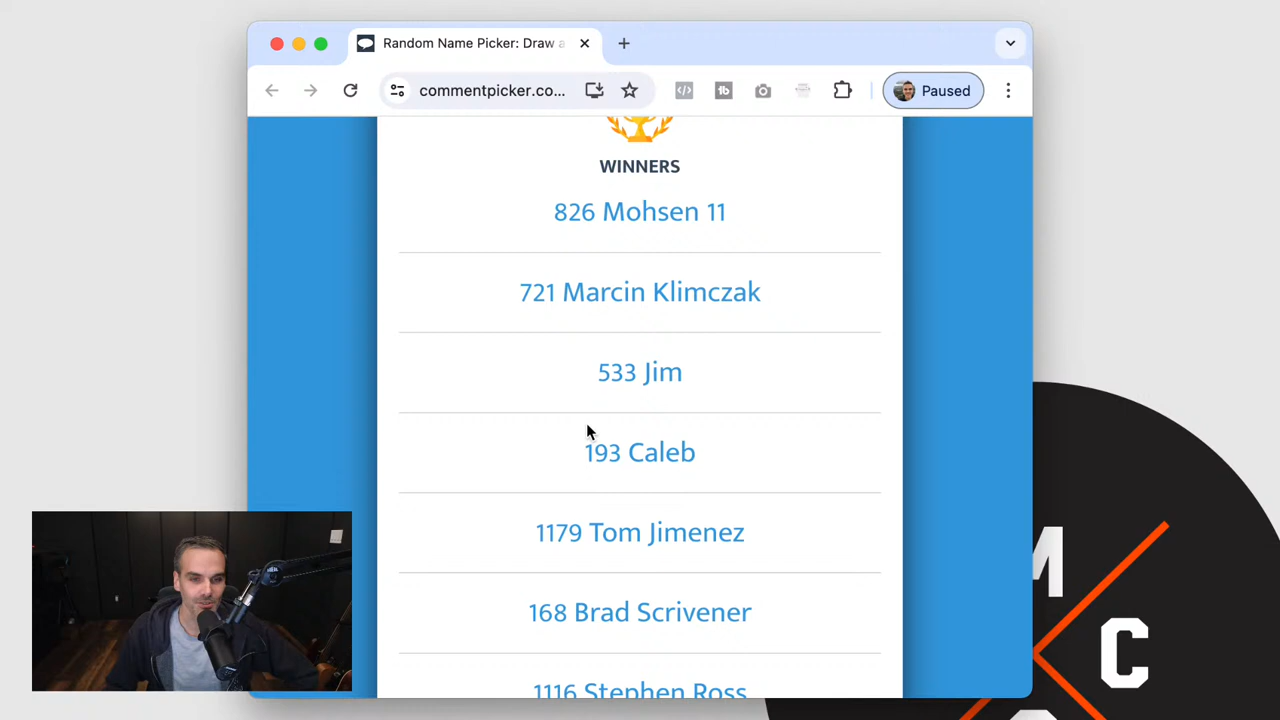 Random Name Picker: Draw a
commentpicker.co...
Paused
WINNERS
826 Mohsen 11
721 Marcin Klimczak
533 Jim
193 Caleb
1179 Tom Jimenez
168 Brad Scrivener
1116 Stephen Ross
M
C